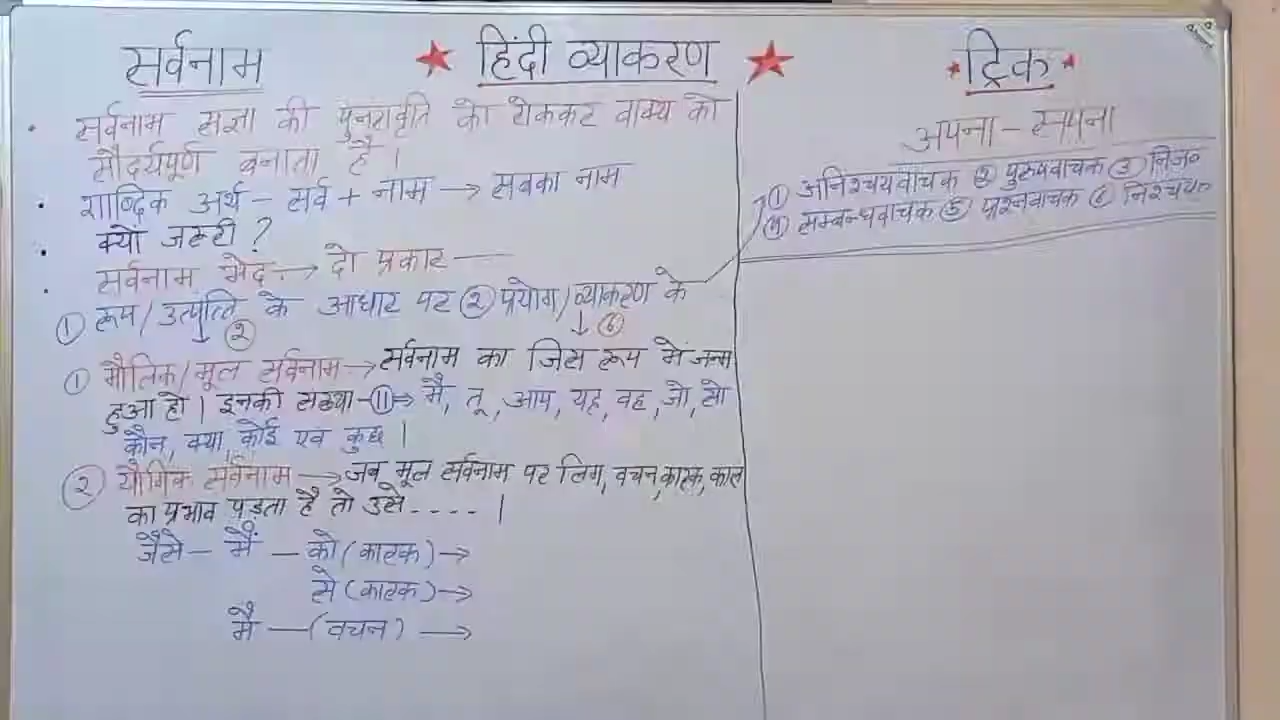 सर्वनाम
हिंदी व्याकरण
ट्रिक
सर्वनाम संज्ञा की पुनरावृति को रोककर वाक्य को
सौंदर्यपूर्ण बनाता है ।
शाब्दिक अर्थ - सर्व + नाम → सबका नाम
क्यों जरूरी ?
सर्वनाम भेद → दो प्रकार —
① रूप / उत्पत्ति के आधार पर ② प्रयोग / व्याकरण के
↓ ② ↓ ⑥
① मौलिक / मूल सर्वनाम → सर्वनाम का जिस रूप में जन्म
हुआ हो । इनकी संख्या - ⑪ ⇒ मैं, तू, आप, यह, वह, जो, सो
कौन, क्या, कोई एवं कुछ ।
② यौगिक सर्वनाम → जब मूल सर्वनाम पर लिंग, वचन, कारक, काल
का प्रभाव पड़ता है तो उसे . . . . . ।
जैसे - मैं - को (कारक) →
से (कारक) →
मै — (वचन) →
अपना -
① अनिश्चयवाचक ② पुरुषवाचक ③ निज०
④ सम्बन्धवाचक ⑤ प्रश्नवाचक ⑥ निश्चय०